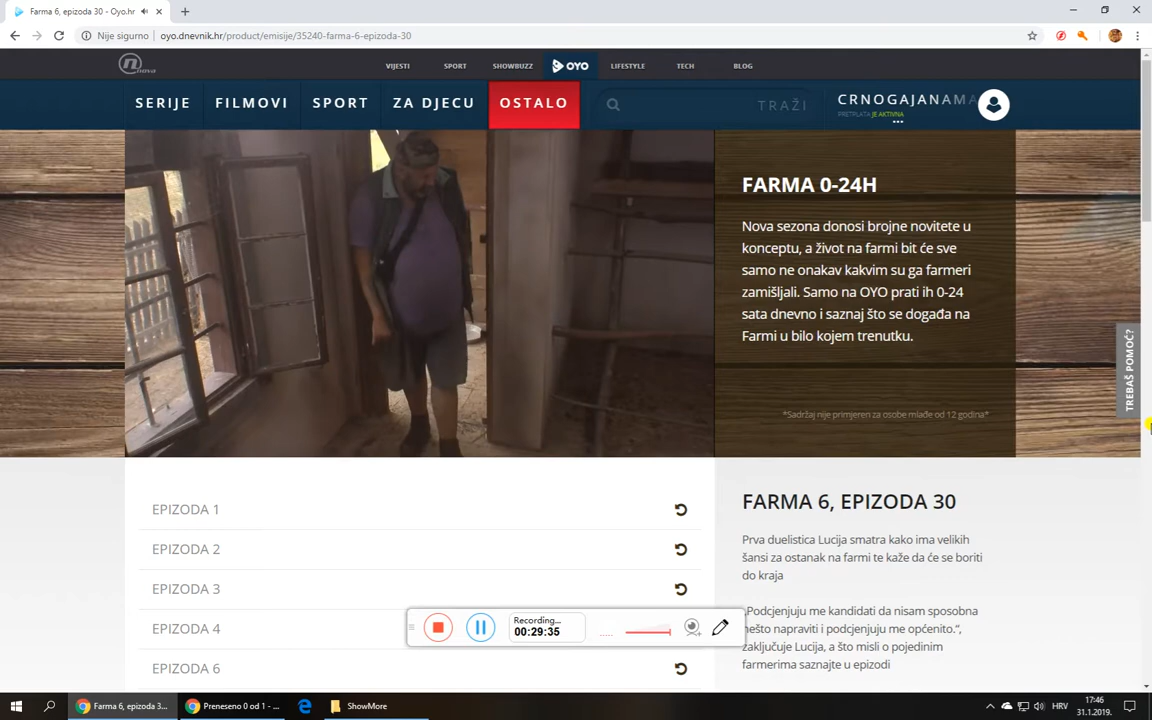 Farma 6, epizoda 30 - Oyo.hr
Nije sigurno
oyo.dnevnik.hr/product/emisije/35240-farma-6-epizoda-30
nova
VIJESTI
SPORT
SHOWBUZZ
OYO
LIFESTYLE
TECH
BLOG
SERIJE
FILMOVI
SPORT
ZA DJECU
OSTALO
TRAŽI
CRNOGAJANAMA
PRETPLATA JE AKTIVNA
FARMA 0-24H
Nova sezona donosi brojne novitete u
konceptu, a život na farmi bit će sve
samo ne onakav kakvim su ga farmeri
zamišljali. Samo na OYO prati ih 0-24
sata dnevno i saznaj što se događa na
Farmi u bilo kojem trenutku.
*Sadržaj nije primjeren za osobe mlađe od 12 godina*
TREBAŠ POMOĆ?
EPIZODA 1
EPIZODA 2
EPIZODA 3
EPIZODA 4
EPIZODA 6
FARMA 6, EPIZODA 30
Prva duelistica Lucija smatra kako ima velikih
šansi za ostanak na farmi te kaže da će se boriti
do kraja
„Podcjenjuju me kandidati da nisam sposobna
nešto napraviti i podcjenjuju me općenito.“,
zaključuje Lucija, a što misli o pojedinim
farmerima saznajte u epizodi
Recording...
00:29:35
Farma 6, epizoda 3...
Preneseno 0 od 1 - ...
ShowMore
HRV
17:46
31.1.2019.